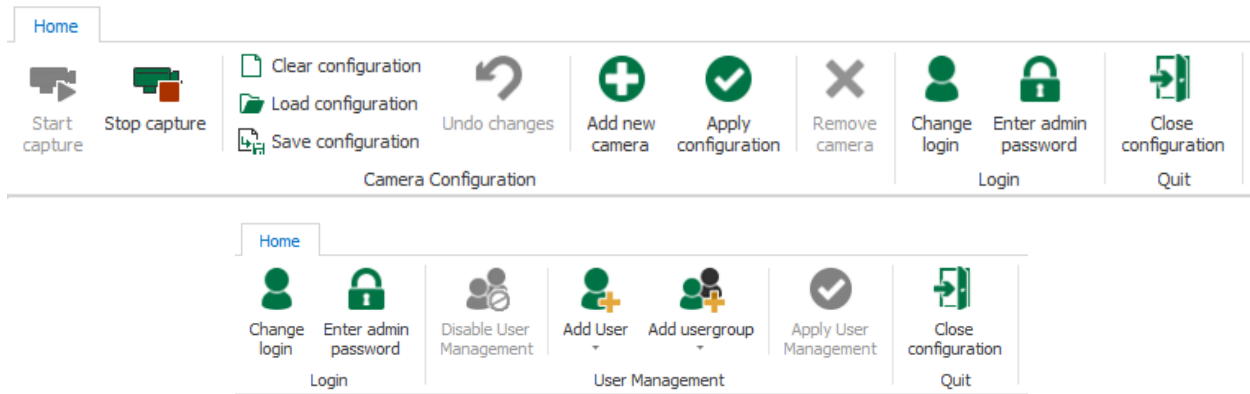 Home
Start
capture
Stop capture
Clear configuration
Load configuration
Save configuration
Undo changes
Add new
camera
Apply
configuration
Remove
camera
Change
login
Enter admin
password
Close
configuration
Camera Configuration
Login
Quit
Home
Change
login
Enter admin
password
Disable User
Management
Add User
Add usergroup
Apply User
Management
Close
configuration
Login
User Management
Quit